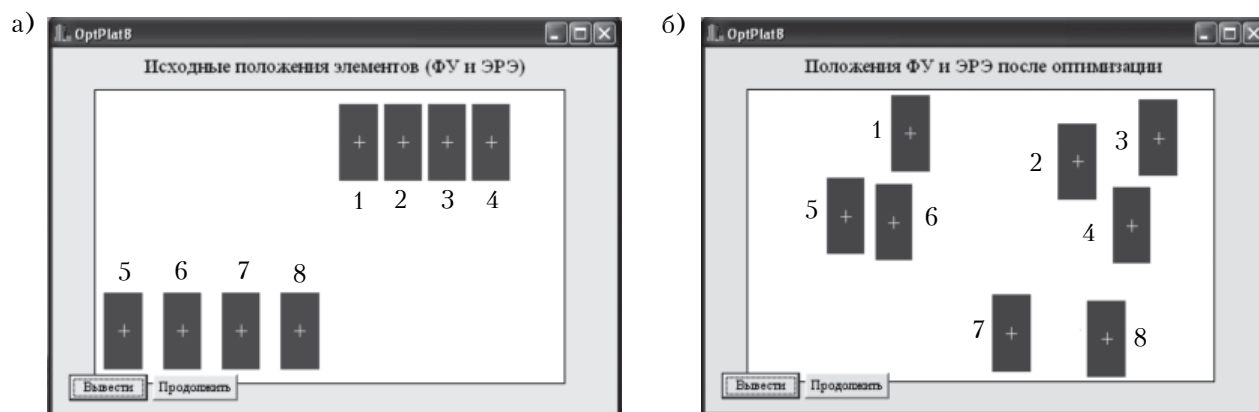 а)
OptPlat8
Исходные положения элементов (ФУ и ЭРЭ)
1 2 3 4
5 6 7 8
Вывести Продолжить
б)
OptPlat8
Положения ФУ и ЭРЭ после оптимизации
1
2
3
5
6
4
7
8
Вывести Продолжить